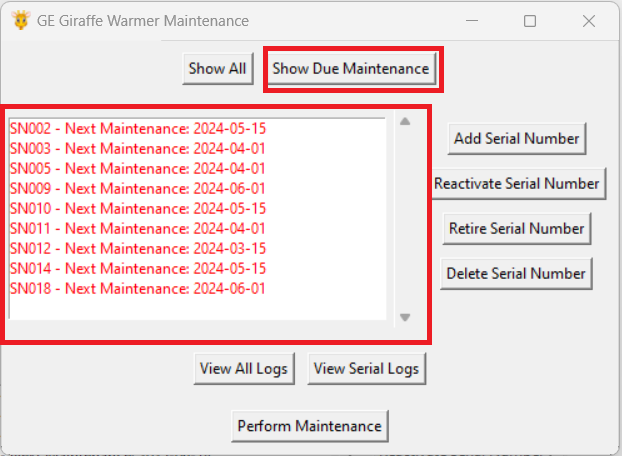 GE Giraffe Warmer Maintenance
Show All
Show Due Maintenance
SN002 - Next Maintenance: 2024-05-15
SN003 - Next Maintenance: 2024-04-01
SN005 - Next Maintenance: 2024-04-01
SN009 - Next Maintenance: 2024-06-01
SN010 - Next Maintenance: 2024-05-15
SN011 - Next Maintenance: 2024-04-01
SN012 - Next Maintenance: 2024-03-15
SN014 - Next Maintenance: 2024-05-15
SN018 - Next Maintenance: 2024-06-01
Add Serial Number
Reactivate Serial Number
Retire Serial Number
Delete Serial Number
View All Logs
View Serial Logs
Perform Maintenance